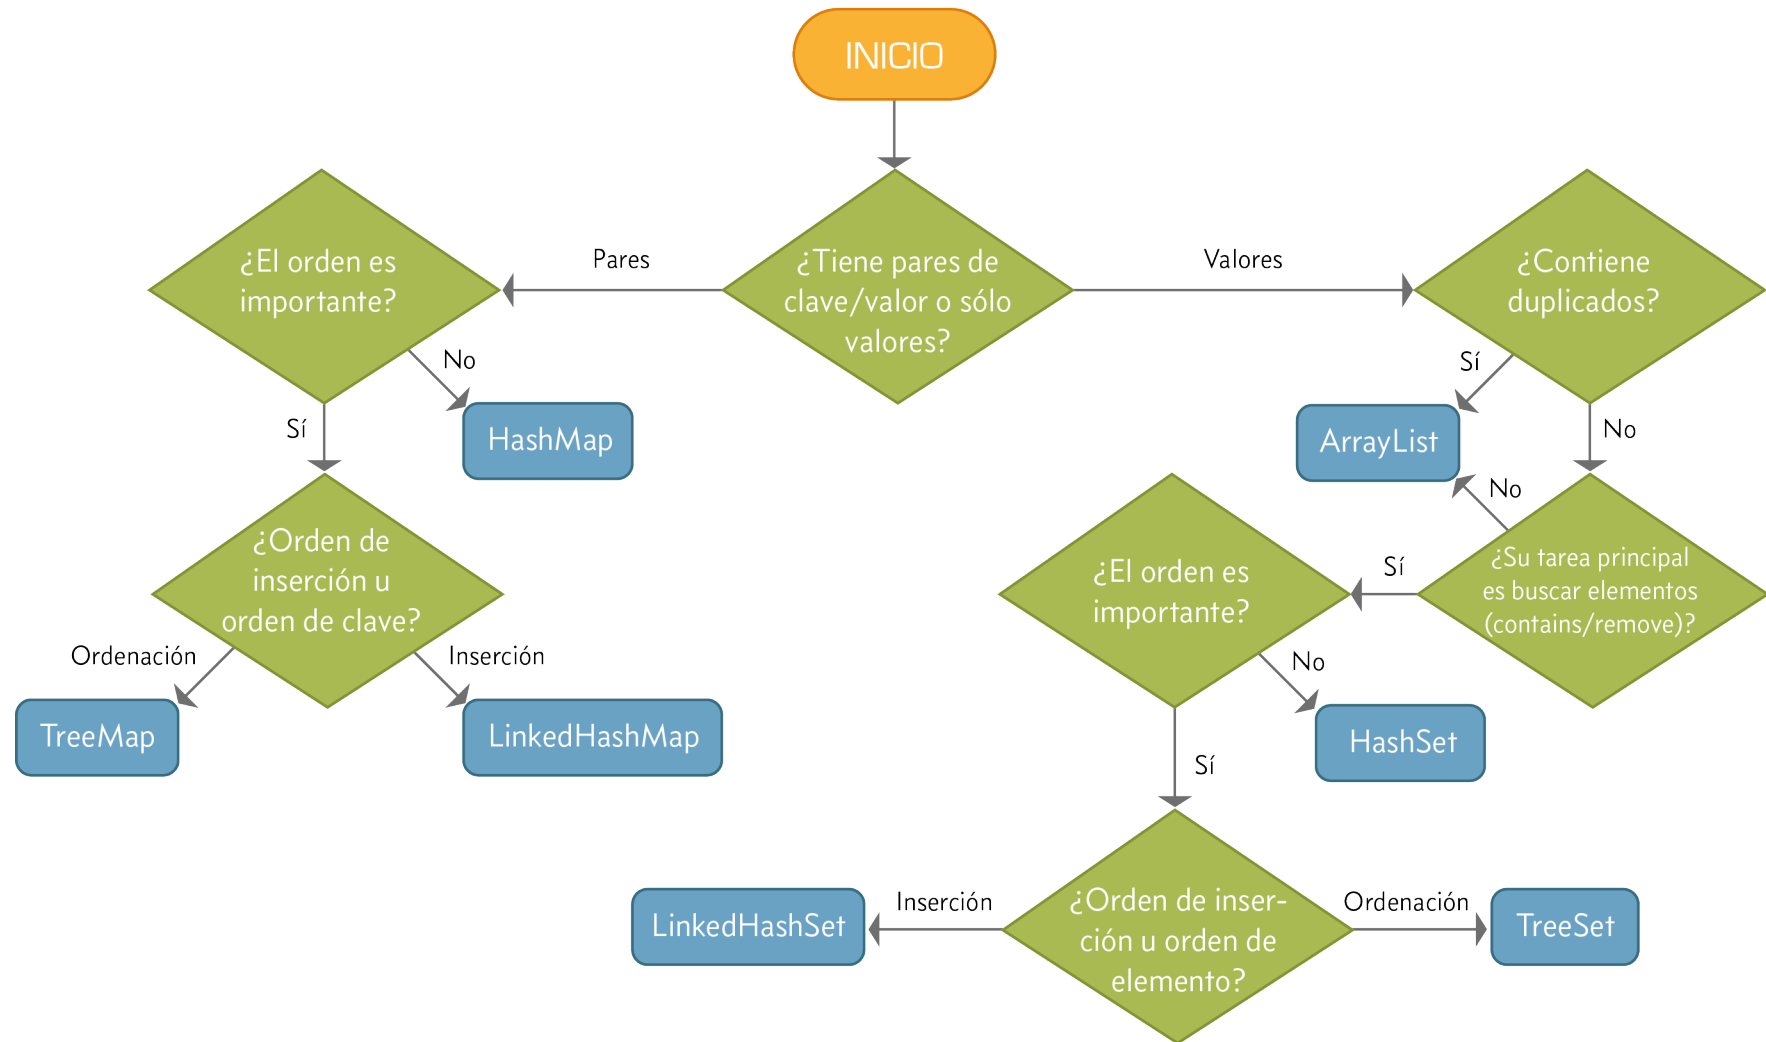 INICIO
¿El orden es
importante?
Pares
¿Tiene pares de
clave/valor o sólo
valores?
Valores
¿Contiene
duplicados?
No
HashMap
Sí
Sí
ArrayList
No
No
¿Orden de
inserción u
orden de clave?
¿El orden es
importante?
Sí
¿Su tarea principal
es buscar elementos
(contains/remove)?
Ordenación
Inserción
No
TreeMap
LinkedHashMap
HashSet
Sí
LinkedHashSet
Inserción
¿Orden de inser-
ción u orden de
elemento?
Ordenación
TreeSet